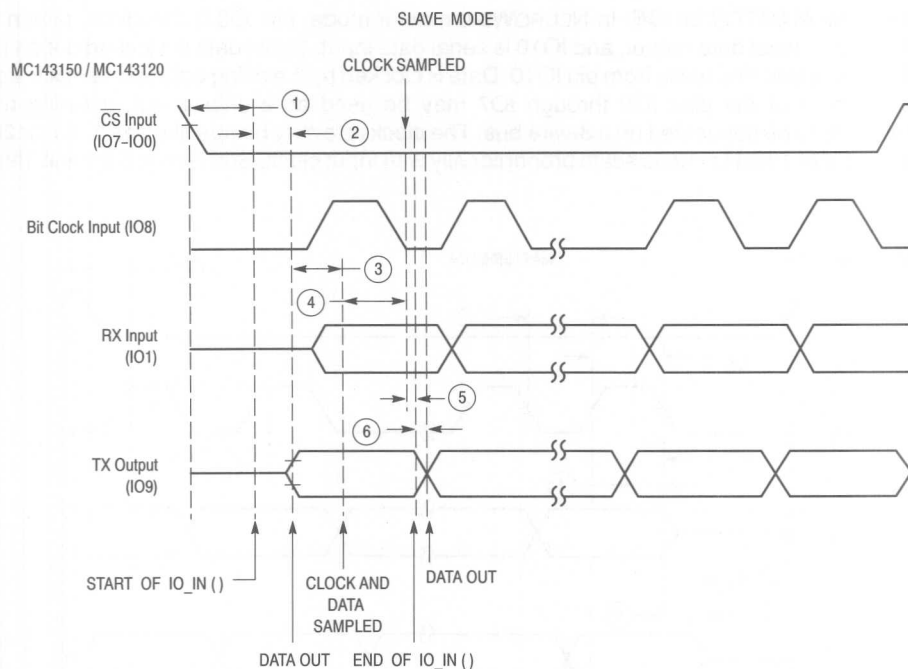 SLAVE MODE
MC143150 / MC143120
CLOCK SAMPLED
CS Input
(IO7–IO0)
1
2
Bit Clock Input (IO8)
3
4
RX Input
(IO1)
5
6
TX Output
(IO9)
START OF IO_IN ( )
CLOCK AND
DATA
SAMPLED
DATA OUT
DATA OUT
END OF IO_IN ( )